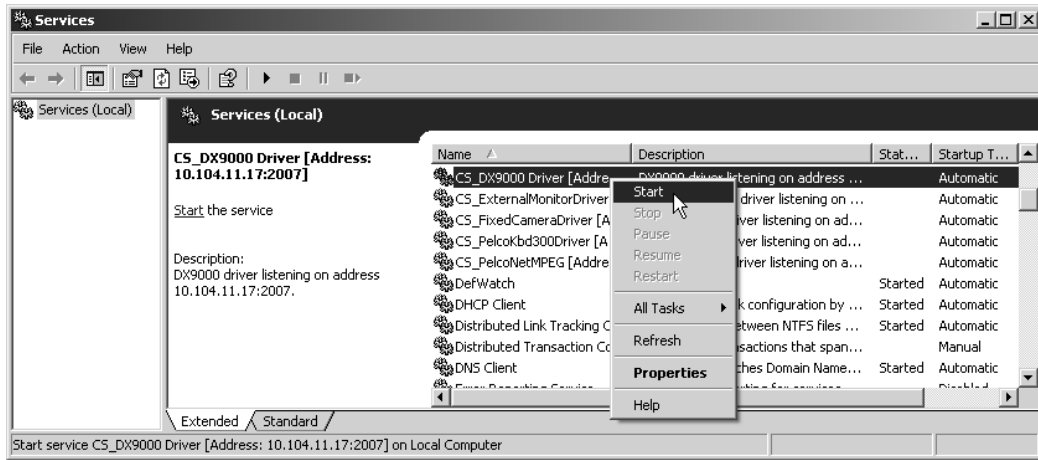 Services
File Action View Help
Services (Local)
Services (Local)
CS_DX9000 Driver [Address: 10.104.11.17:2007]
Start the service
Description:
DX9000 driver listening on address 10.104.11.17:2007.
Name Description Stat... Startup T...
CS_DX9000 Driver [Addre... DX9000 driver listening on address ... Automatic
CS_ExternalMonitorDriver driver listening on ... Automatic
CS_FixedCameraDriver [A iver listening on ad... Automatic
CS_PelcoKbd300Driver [A ver listening on ad... Automatic
CS_PelcoNetMPEG [Addre driver listening on a... Automatic
DefWatch Started Automatic
DHCP Client k configuration by ... Started Automatic
Distributed Link Tracking C etween NTFS files ... Started Automatic
Distributed Transaction Co sactions that span... Manual
DNS Client ches Domain Name... Started Automatic
Start
Stop
Pause
Resume
Restart
All Tasks
Refresh
Properties
Help
Extended Standard
Start service CS_DX9000 Driver [Address: 10.104.11.17:2007] on Local Computer